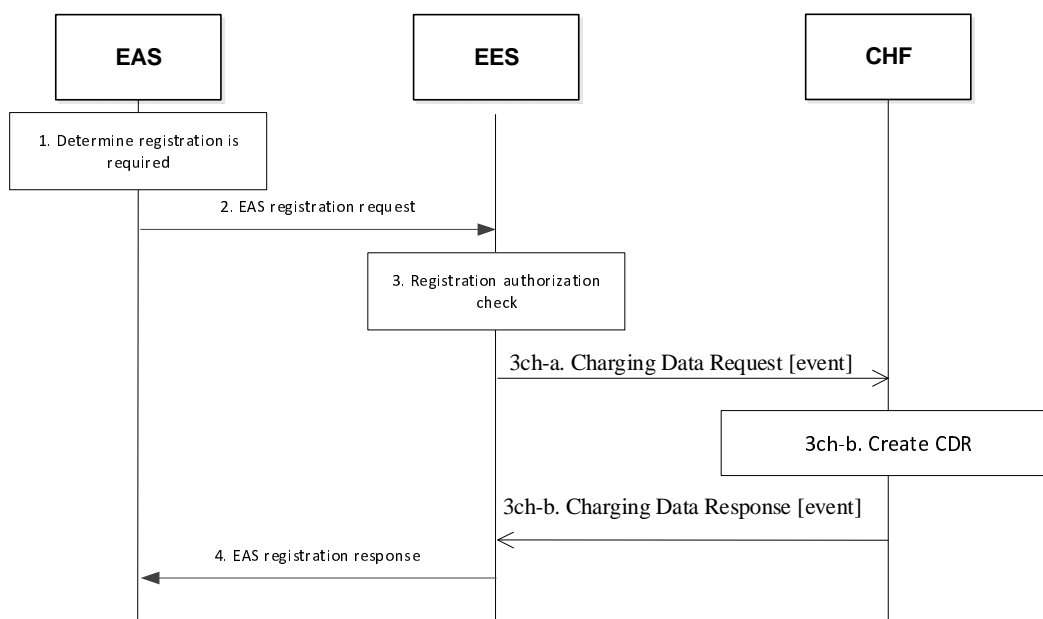 EAS
EES
CHF
1. Determine registration is
required
2. EAS registration request
3. Registration authorization
check
3ch-a. Charging Data Request [event]
3ch-b. Create CDR
3ch-b. Charging Data Response [event]
4. EAS registration response